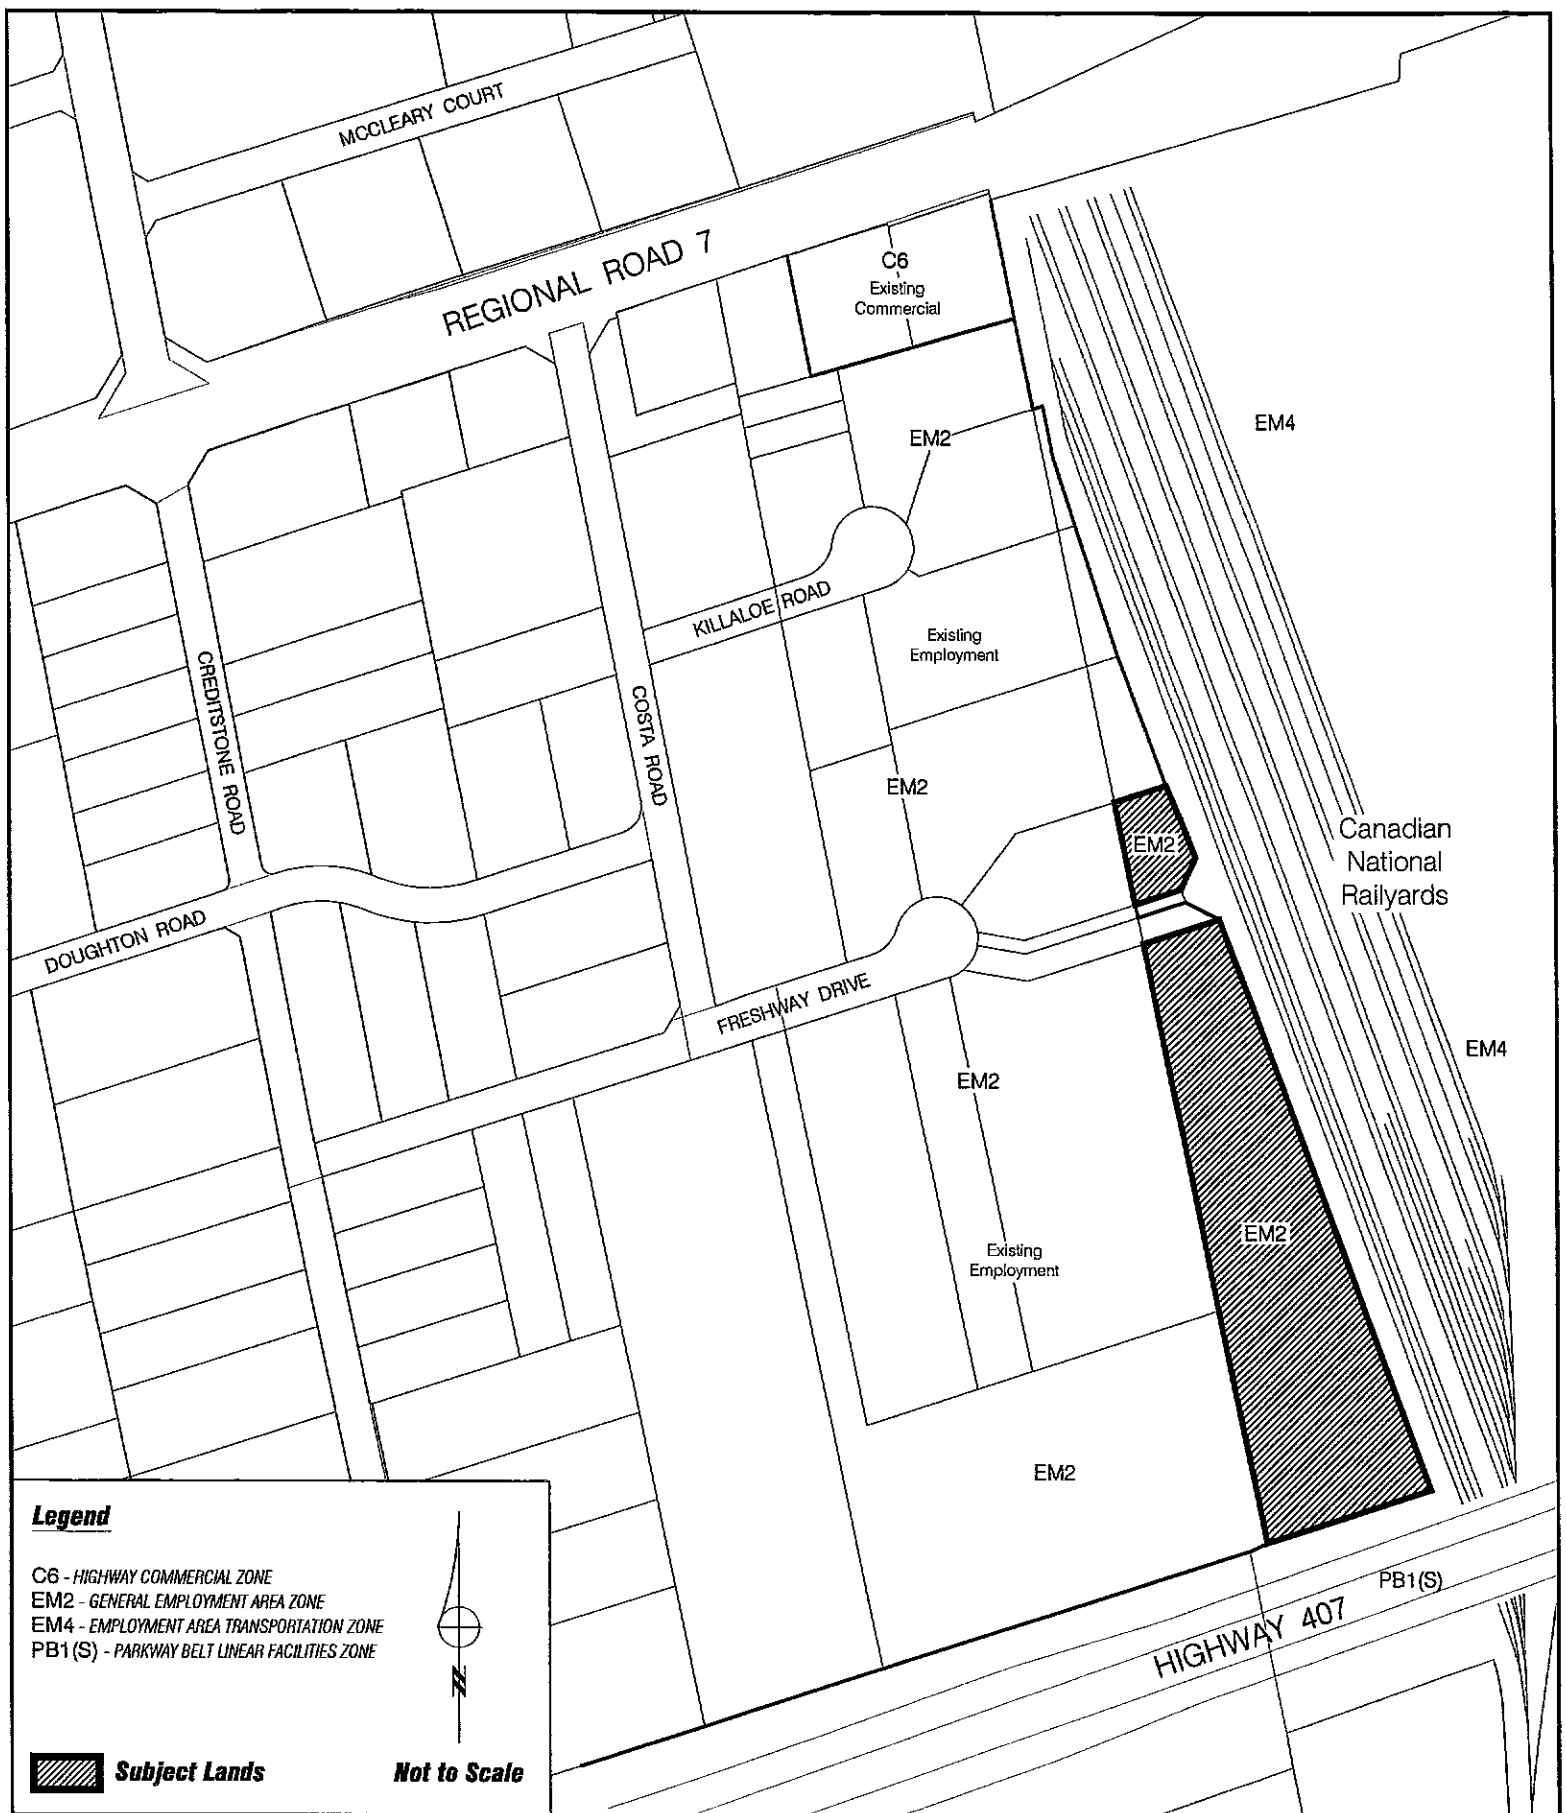 MCCLEARY COURT
REGIONAL ROAD 7
C6
Existing
Commercial
EM4
EM2
KILLALOE ROAD
Existing
Employment
CREDITSTONE ROAD
COSTA ROAD
EM2
EM2
Canadian
National
Railyards
DOUGHTON ROAD
FRESHWAY DRIVE
EM4
EM2
EM2
Existing
Employment
EM2
PB1(S)
HIGHWAY 407
Legend
C6 - HIGHWAY COMMERCIAL ZONE
EM2 - GENERAL EMPLOYMENT AREA ZONE
EM4 - EMPLOYMENT AREA TRANSPORTATION ZONE
PB1(S) - PARKWAY BELT LINEAR FACILITIES ZONE
N
Subject Lands
Not to Scale